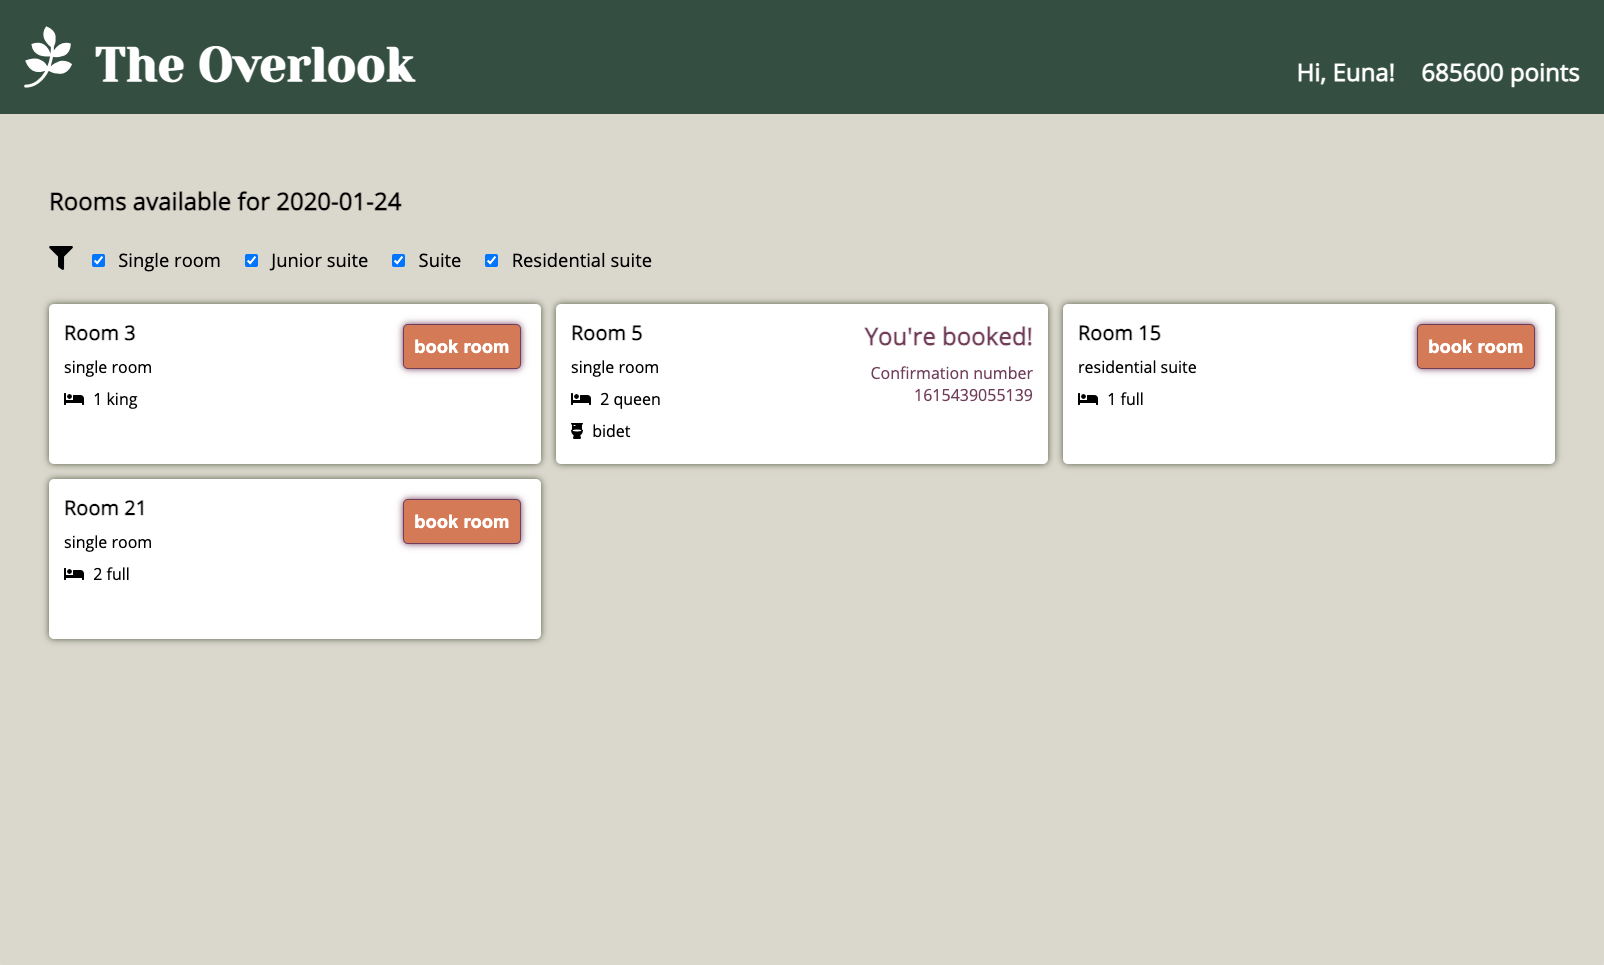 The Overlook
Hi, Euna! 685600 points
Rooms available for 2020-01-24
Single room Junior suite Suite Residential suite
Room 3
single room
1 king
book room
Room 5
single room
2 queen
bidet
You're booked!
Confirmation number
1615439055139
Room 15
residential suite
1 full
book room
Room 21
single room
2 full
book room